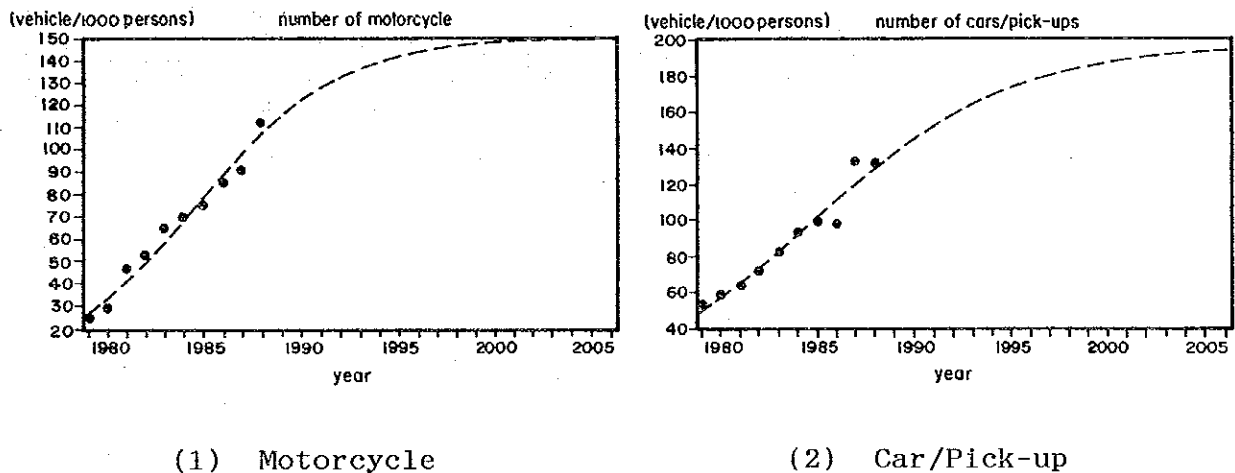 (vehicle/1000 persons) number of motorcycle
150
140
130
120
110
100
90
80
70
60
50
40
30
20
1980 1985 1990 1995 2000 2005
year
(1) Motorcycle
(vehicle/1000 persons) number of cars/pick-ups
200
180
160
140
120
100
80
60
40
1980 1985 1990 1995 2000 2005
year
(2) Car/Pick-up